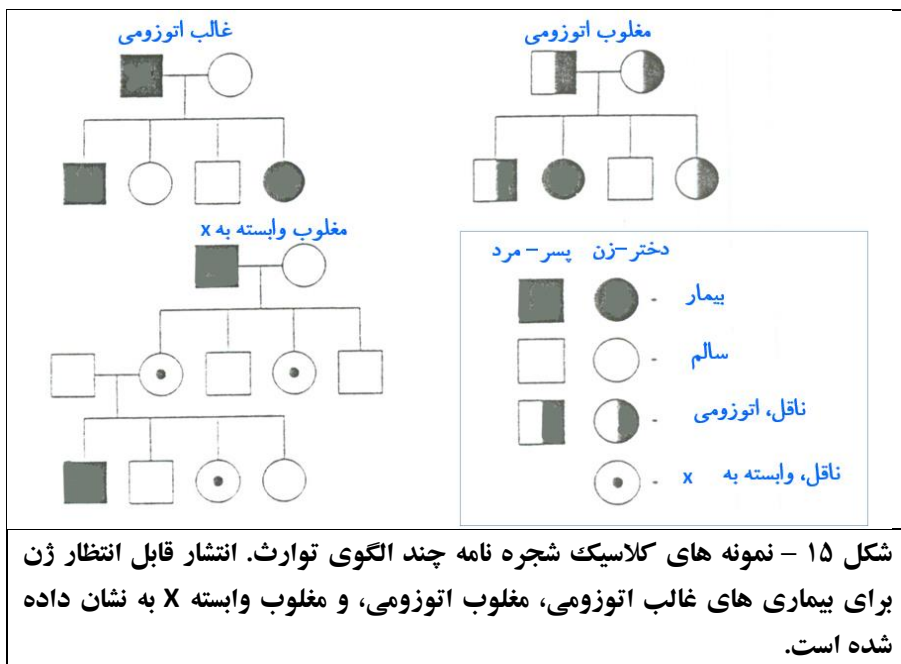 مغلوب اتوزومی
غالب اتوزومی
مغلوب وابسته به x
دختر-زن پسر-مرد
بیمار
سالم
ناقل، اتوزومی
ناقل، وابسته به x
شکل ۱۵ – نمونه های کلاسیک شجره نامه چند الگوی توارث. انتشار قابل انتظار ژن
برای بیماری های غالب اتوزومی، مغلوب اتوزومی، و مغلوب وابسته X به نشان داده
شده است.